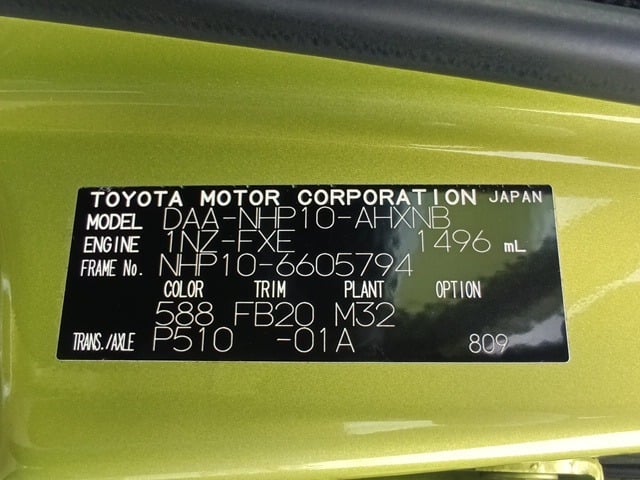 TOYOTA MOTOR CORPORATION JAPAN
MODEL DAA-NHP10-AHXNB
ENGINE 1NZ-FXE 1496 mL
FRAME No. NHP10-6605794
COLOR TRIM PLANT OPTION
588 FB20 M32
TRANS./AXLE P510 -01A 809